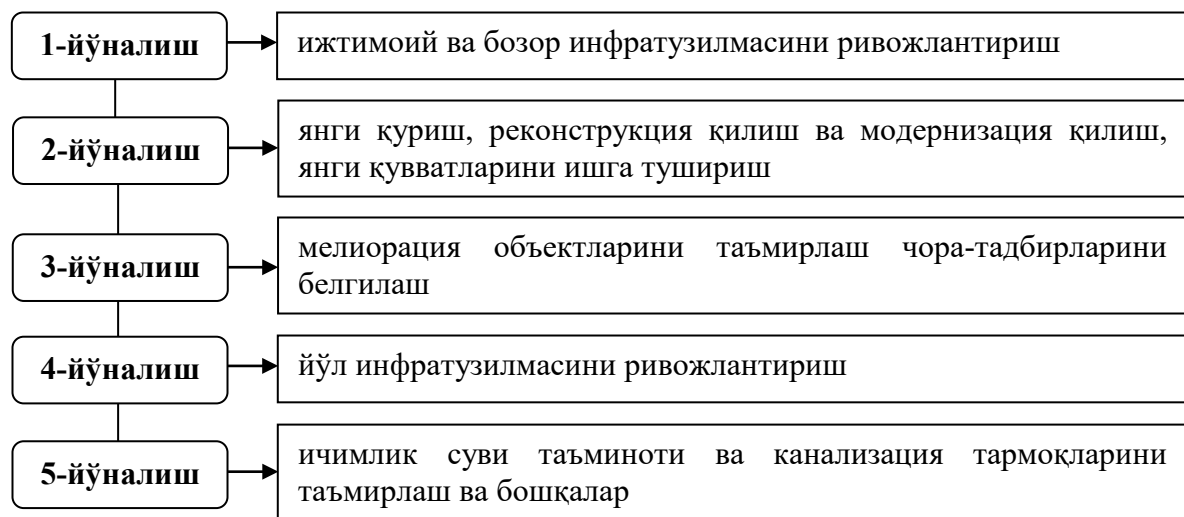 1-йўналиш
ижтимоий ва бозор инфратузилмасини ривожлантириш
2-йўналиш
янги қуриш, реконструкция қилиш ва модернизация қилиш,
янги қувватларини ишга тушириш
3-йўналиш
мелиорация объектларини таъмирлаш чора-тадбирларини
белгилаш
4-йўналиш
йўл инфратузилмасини ривожлантириш
5-йўналиш
ичимлик суви таъминоти ва канализация тармоқларини
таъмирлаш ва бошқалар